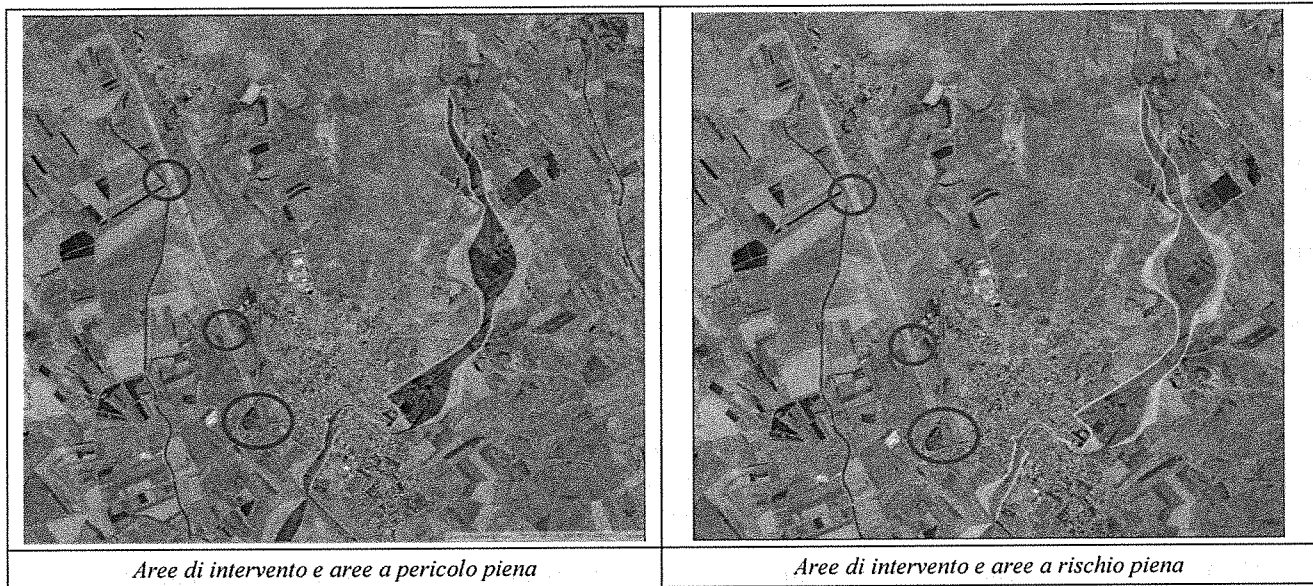 Aree di intervento e aree a pericolo piena
Aree di intervento e aree a rischio piena